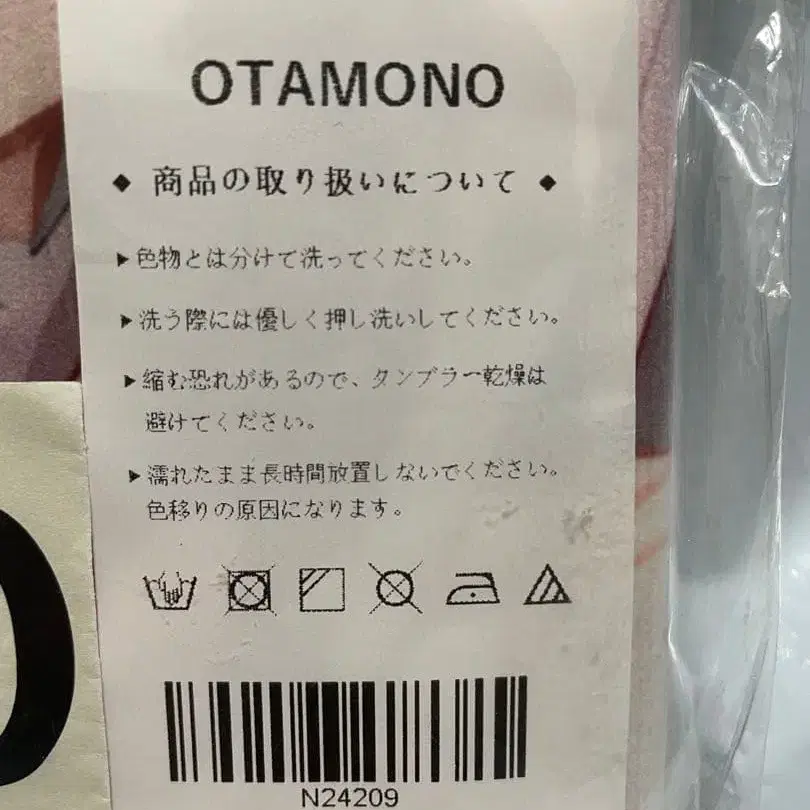 OTAMONO
◆ 商品の取り扱いについて ◆
▶色物とは分けて洗ってください。
▶洗う際には優しく押し洗いしてください。
▶縮む恐れがあるので、タンブラー乾燥は
避けてください。
▶濡れたまま長時間放置しないでください。
色移りの原因になります。
N24209